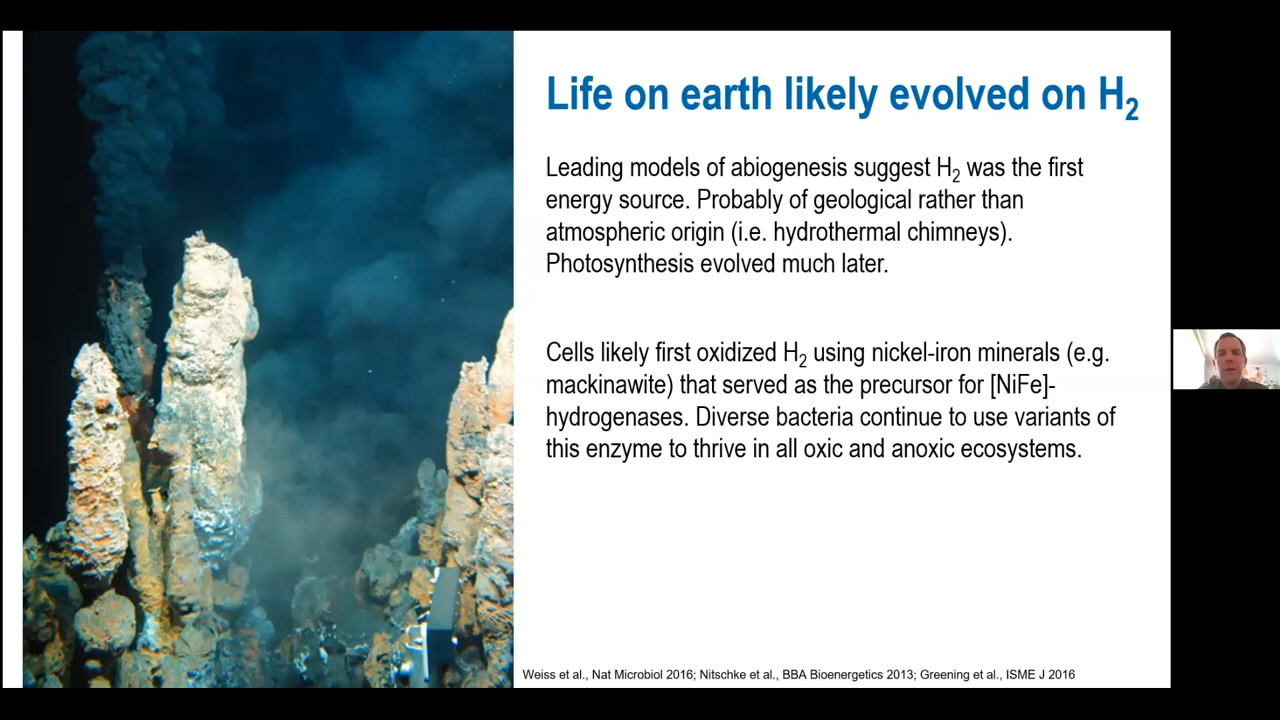 Life on earth likely evolved on H₂
Leading models of abiogenesis suggest H₂ was the first
energy source. Probably of geological rather than
atmospheric origin (i.e. hydrothermal chimneys).
Photosynthesis evolved much later.
Cells likely first oxidized H₂ using nickel-iron minerals (e.g.
mackinawite) that served as the precursor for [NiFe]-
hydrogenases. Diverse bacteria continue to use variants of
this enzyme to thrive in all oxic and anoxic ecosystems.
Weiss et al., Nat Microbiol 2016; Nitschke et al., BBA Bioenergetics 2013; Greening et al., ISME J 2016